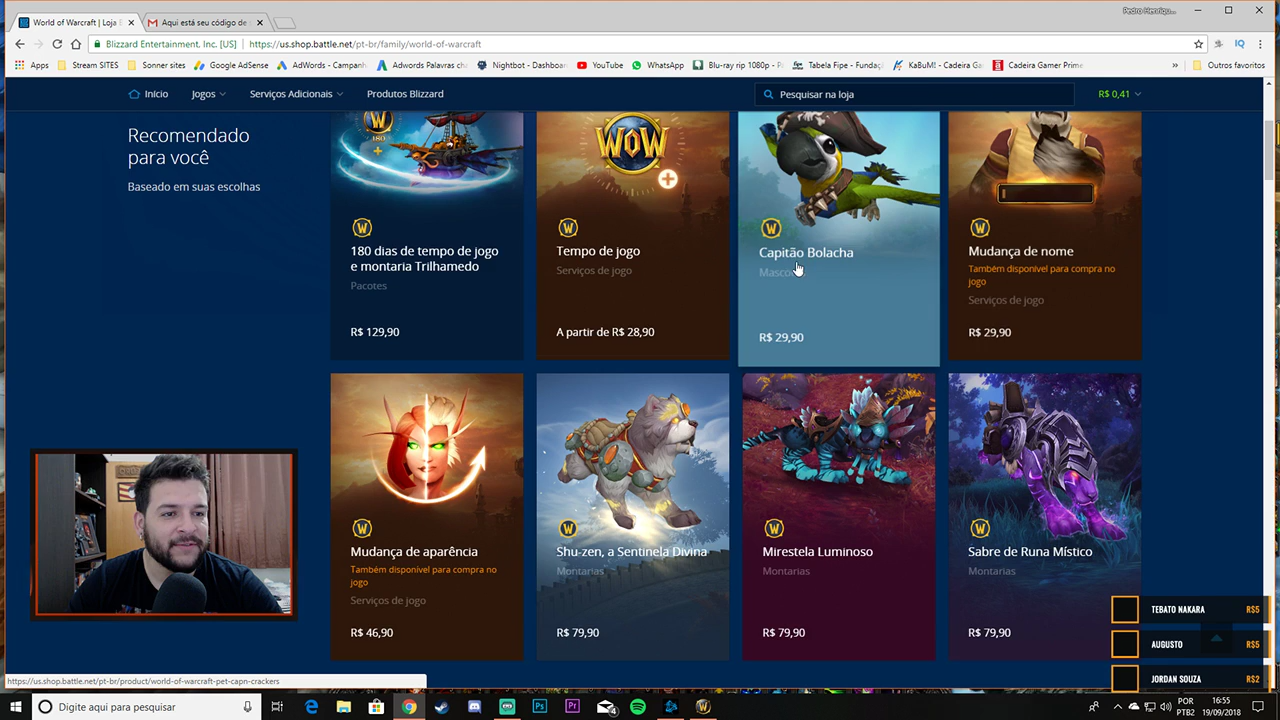 World of Warcraft | Loja E
Aqui está seu código de
Pedro Henriqu...
Blizzard Entertainment, Inc. [US]
https://us.shop.battle.net/pt-br/family/world-of-warcraft
Apps
Stream SITES
Sonner sites
Google AdSense
AdWords - Campanh
Adwords Palavras cha
Nightbot - Dashboar
YouTube
WhatsApp
Blu-ray rip 1080p - P
Tabela Fipe - Fundaç
KaBuM! - Cadeira Ga
Cadeira Gamer Prime
»
Outros favoritos
Início
Jogos
Serviços Adicionais
Produtos Blizzard
Pesquisar na loja
R$ 0,41
Recomendado
para você
Baseado em suas escolhas
180
+
180 dias de tempo de jogo
e montaria Trilhamedo
Pacotes
R$ 129,90
WOW
Tempo de jogo
Serviços de jogo
A partir de R$ 28,90
Capitão Bolacha
R$ 29,90
Mudança de nome
Também disponível para compra no
jogo
Serviços de jogo
R$ 29,90
Mudança de aparência
Também disponível para compra no
jogo
Serviços de jogo
R$ 46,90
Shu-zen, a Sentinela Divina
Montarias
R$ 79,90
Mirestela Luminoso
Montarias
R$ 79,90
Sabre de Runa Místico
Montarias
R$ 79,90
TEBATO NAKARA R$5
AUGUSTO R$5
JORDAN SOUZA R$2
https://us.shop.battle.net/pt-br/product/world-of-warcraft-pet-capn-crackers
Digite aqui para pesquisar
POR
PTB2
16:55
19/09/2018